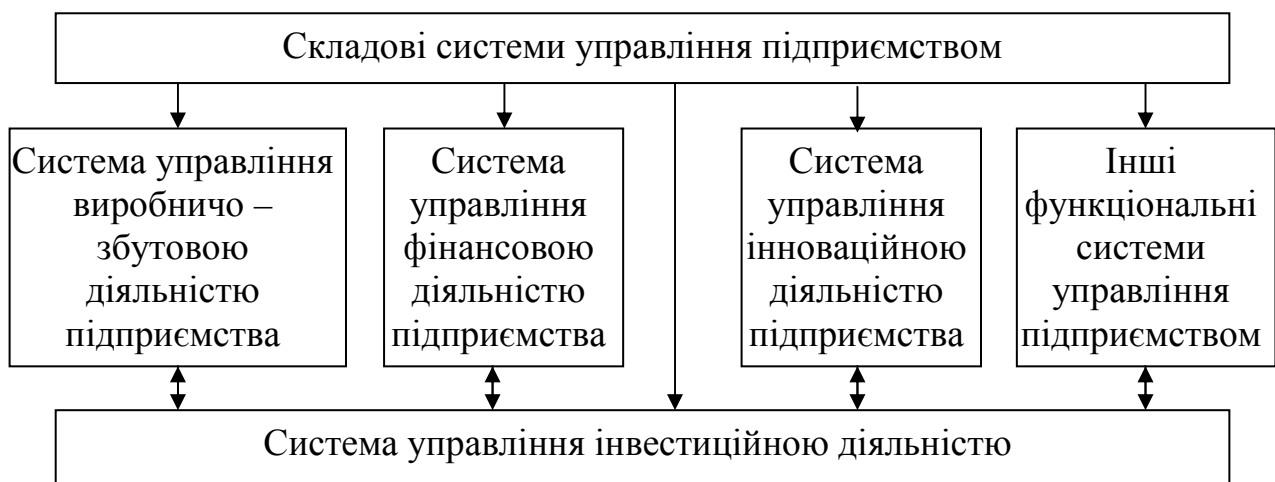 Складові системи управління підприємством
Система управління
виробничо –
збутовою
діяльністю
підприємства
Система
управління
фінансовою
діяльністю
підприємства
Система
управління
інноваційною
діяльністю
підприємства
Інші
функціональні
системи
управління
підприємством
Система управління інвестиційною діяльністю